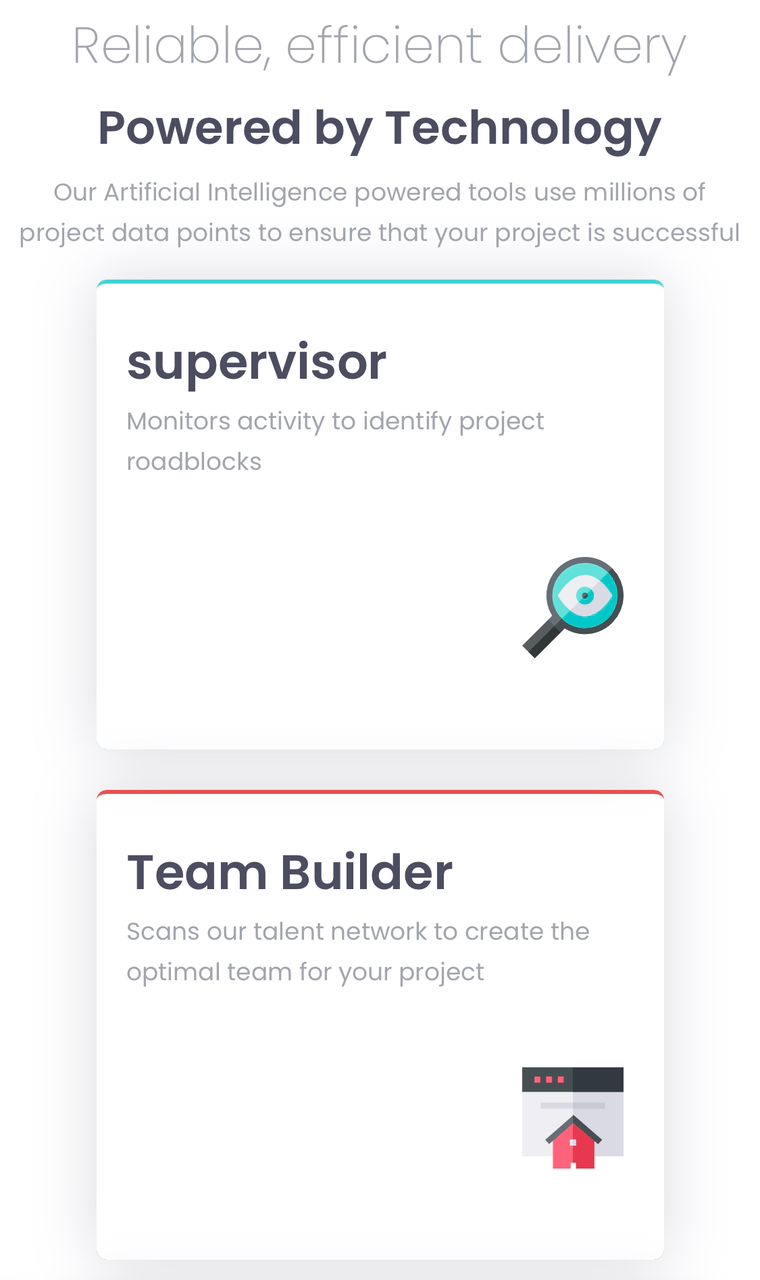 Reliable, efficient delivery
Powered by Technology
Our Artificial Intelligence powered tools use millions of
project data points to ensure that your project is successful
supervisor
Monitors activity to identify project
roadblocks
Team Builder
Scans our talent network to create the
optimal team for your project